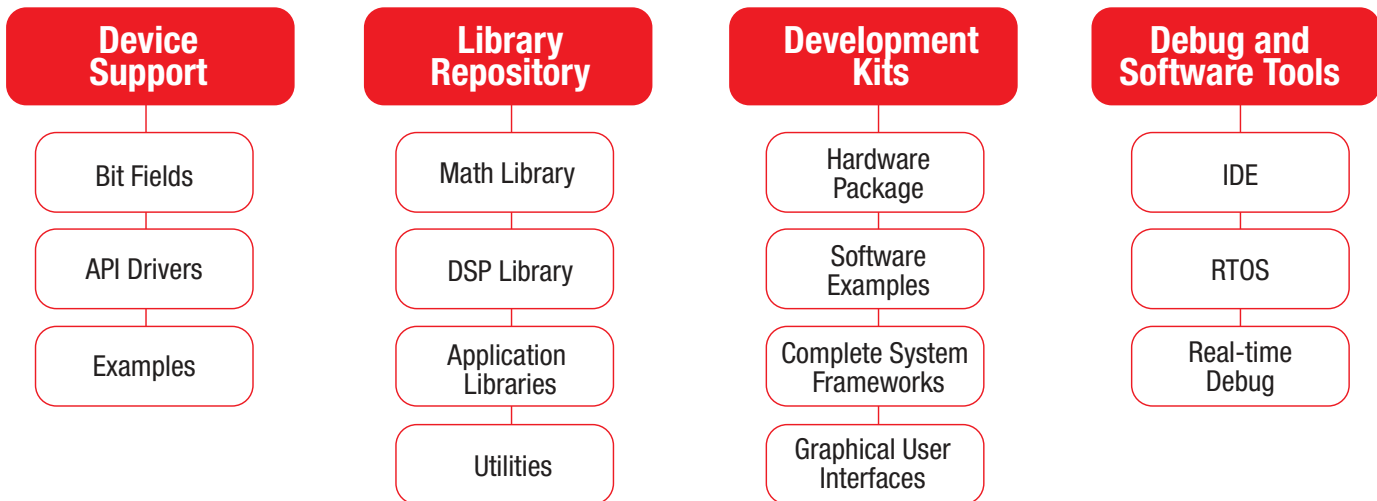 Device
Support
Bit Fields
API Drivers
Examples
Library
Repository
Math Library
DSP Library
Application
Libraries
Utilities
Development
Kits
Hardware
Package
Software
Examples
Complete System
Frameworks
Graphical User
Interfaces
Debug and
Software Tools
IDE
RTOS
Real-time
Debug